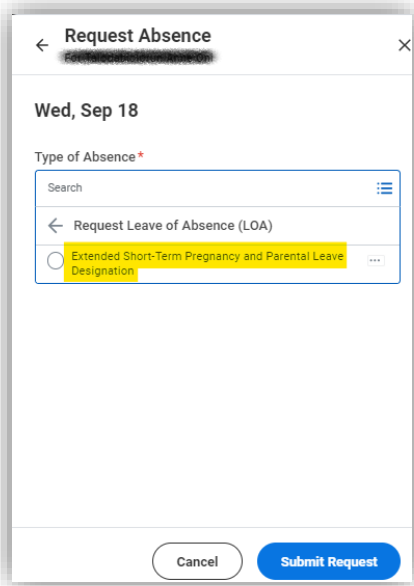 Request Absence
Wed, Sep 18
Type of Absence*
Search
Request Leave of Absence (LOA)
Extended Short-Term Pregnancy and Parental Leave
Designation
Cancel
Submit Request